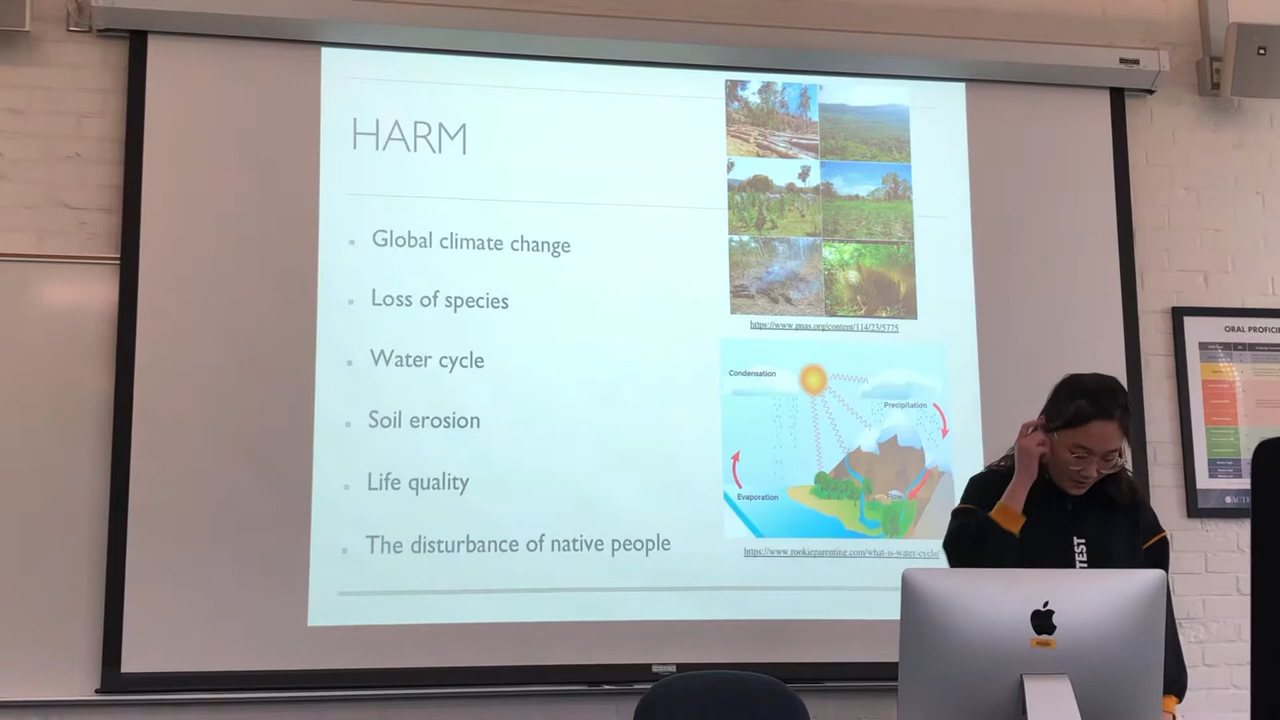 HARM
Global climate change
Loss of species
Water cycle
Soil erosion
Life quality
The disturbance of native people
https://www.pnas.org/content/114/23/5775
Condensation
Precipitation
Evaporation
Flow
https://www.rookieparenting.com/what-is-water-cycle/
ORAL PROFICIE
TEST